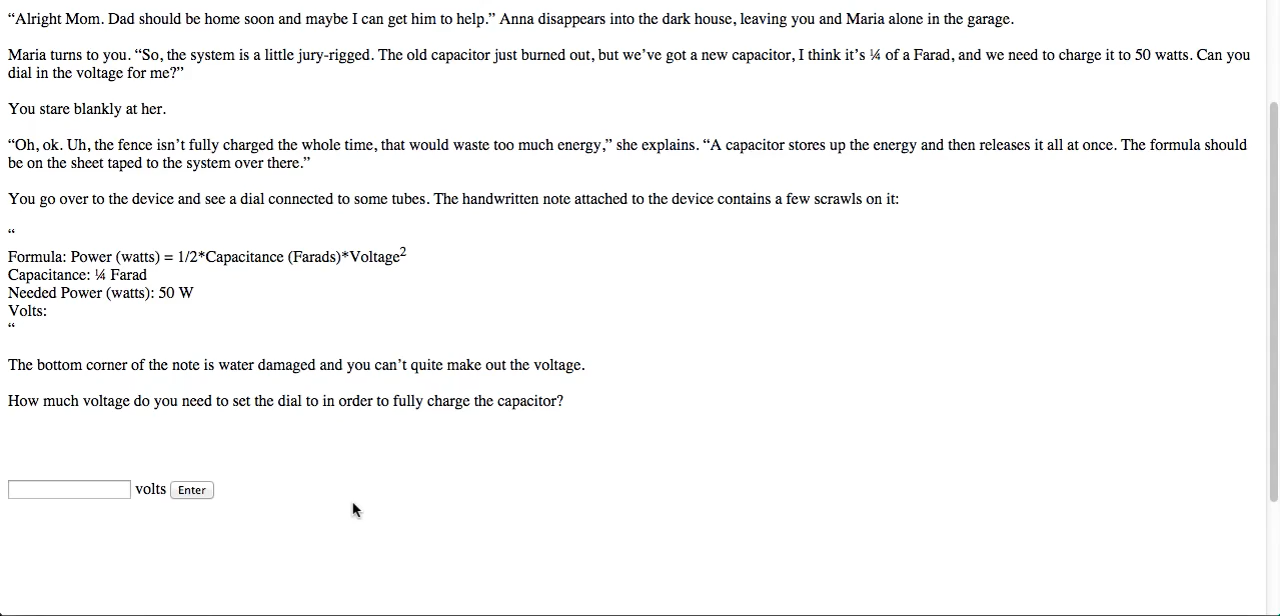 “Alright Mom. Dad should be home soon and maybe I can get him to help.” Anna disappears into the dark house, leaving you and Maria alone in the garage.
Maria turns to you. “So, the system is a little jury-rigged. The old capacitor just burned out, but we’ve got a new capacitor, I think it’s ¼ of a Farad, and we need to charge it to 50 watts. Can you
dial in the voltage for me?”
You stare blankly at her.
“Oh, ok. Uh, the fence isn’t fully charged the whole time, that would waste too much energy,” she explains. “A capacitor stores up the energy and then releases it all at once. The formula should
be on the sheet taped to the system over there.”
You go over to the device and see a dial connected to some tubes. The handwritten note attached to the device contains a few scrawls on it:
“
Formula: Power (watts) = 1/2*Capacitance (Farads)*Voltage²
Capacitance: ¼ Farad
Needed Power (watts): 50 W
Volts:
“
The bottom corner of the note is water damaged and you can’t quite make out the voltage.
How much voltage do you need to set the dial to in order to fully charge the capacitor?
volts Enter